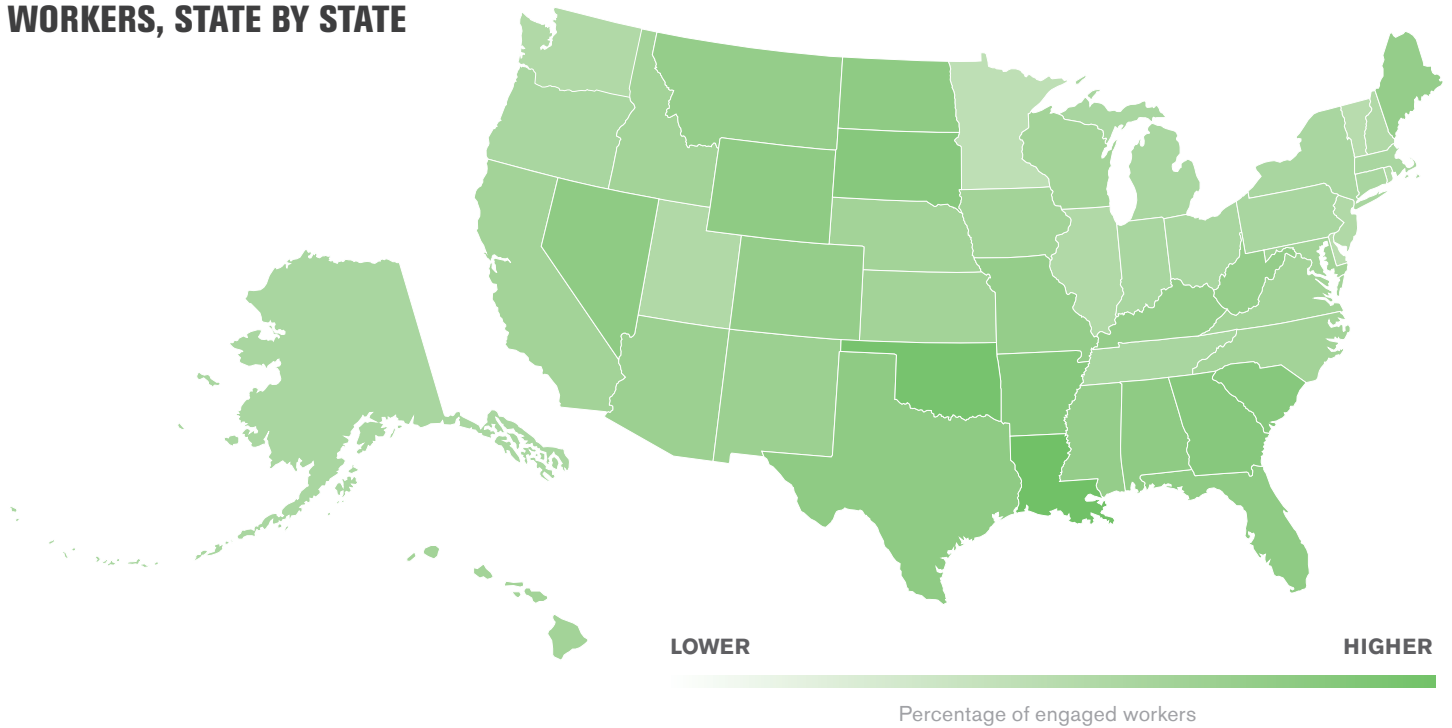 WORKERS, STATE BY STATE
LOWER
HIGHER
Percentage of engaged workers